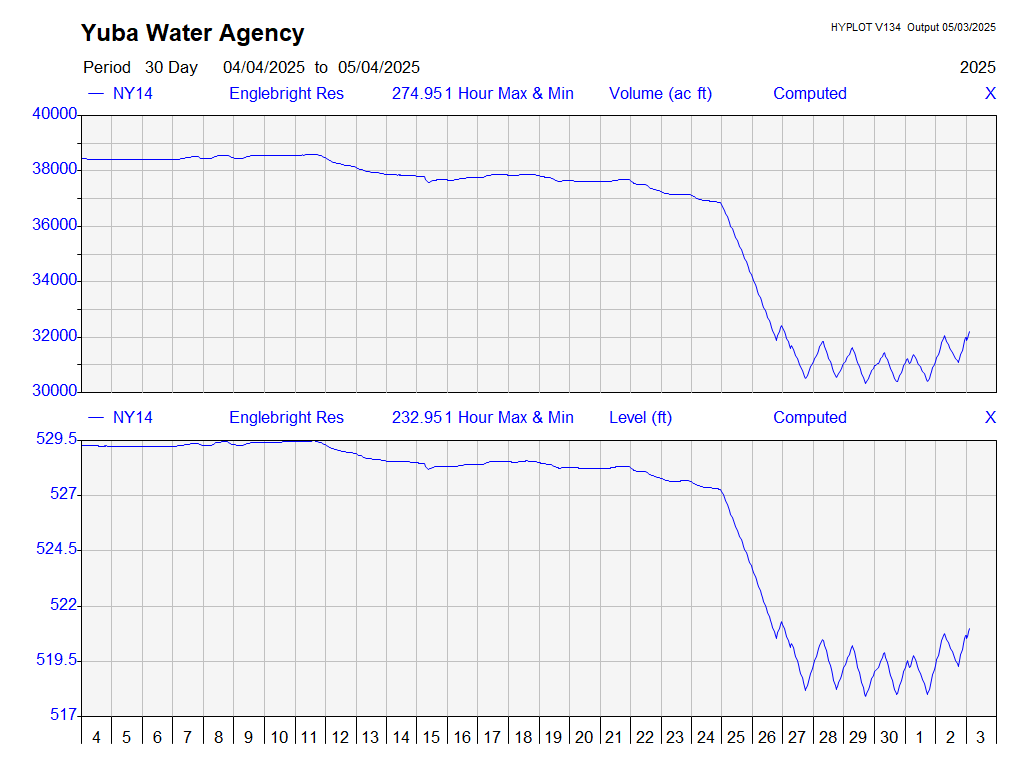 Yuba Water Agency
HYPLOT V134 Output 05/03/2025
Period 30 Day 04/04/2025 to 05/04/2025
2025
NY14 Englebright Res 274.951 Hour Max & Min Volume (ac ft) Computed X
40000
38000
36000
34000
32000
30000
NY14 Englebright Res 232.951 Hour Max & Min Level (ft) Computed X
529.5
527
524.5
522
519.5
517
4 5 6 7 8 9 10 11 12 13 14 15 16 17 18 19 20 21 22 23 24 25 26 27 28 29 30 1 2 3